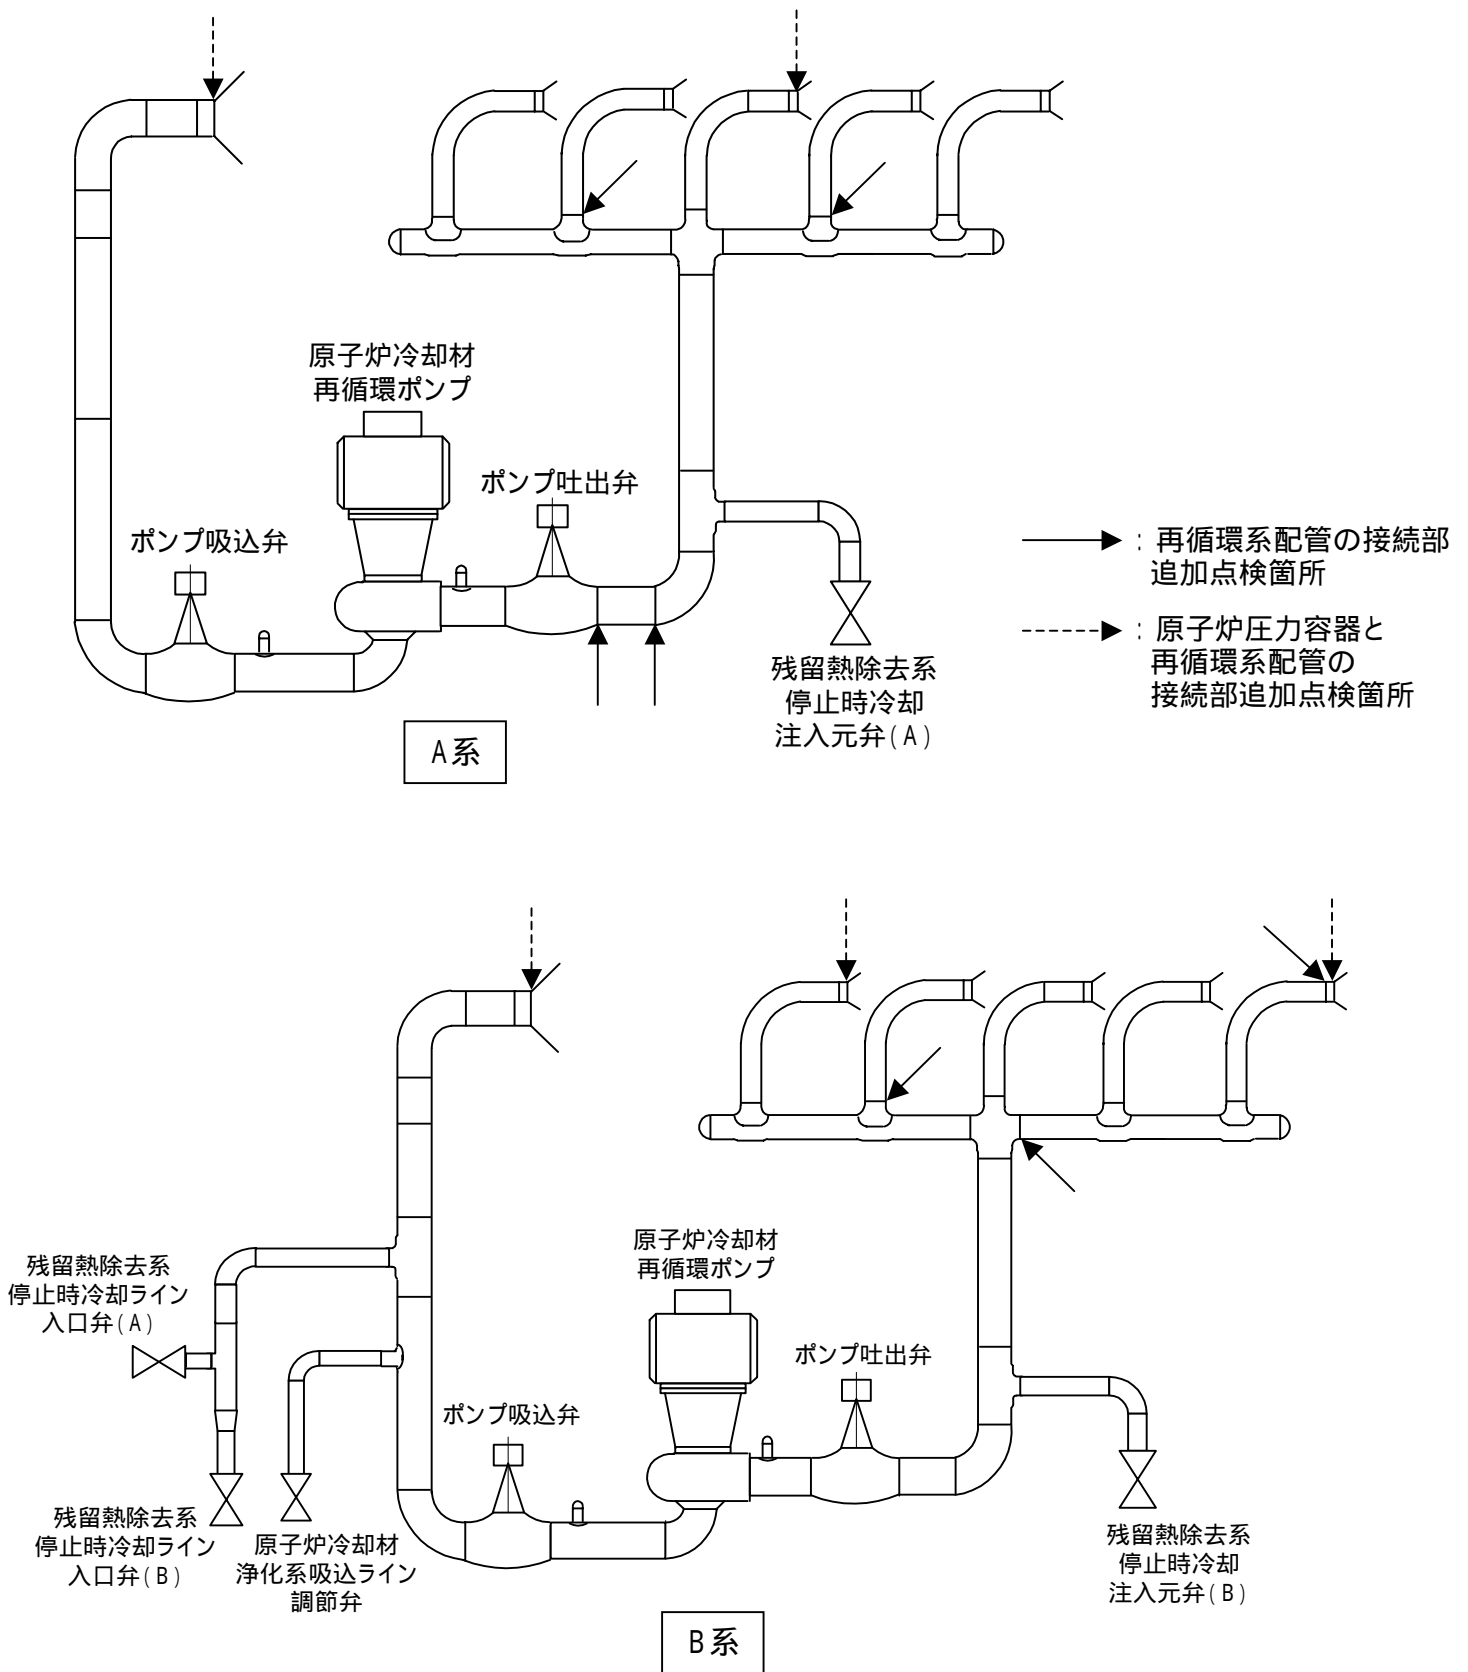 原子炉冷却材
再循環ポンプ
ポンプ吐出弁
ポンプ吸込弁
: 再循環系配管の接続部
追加点検箇所
: 原子炉圧力容器と
再循環系配管の
接続部追加点検箇所
残留熱除去系
停止時冷却
注入元弁(A)
A系
原子炉冷却材
再循環ポンプ
残留熱除去系
停止時冷却ライン
入口弁(A)
ポンプ吐出弁
ポンプ吸込弁
残留熱除去系
停止時冷却ライン
入口弁(B)
原子炉冷却材
浄化系吸込ライン
調節弁
残留熱除去系
停止時冷却
注入元弁(B)
B系